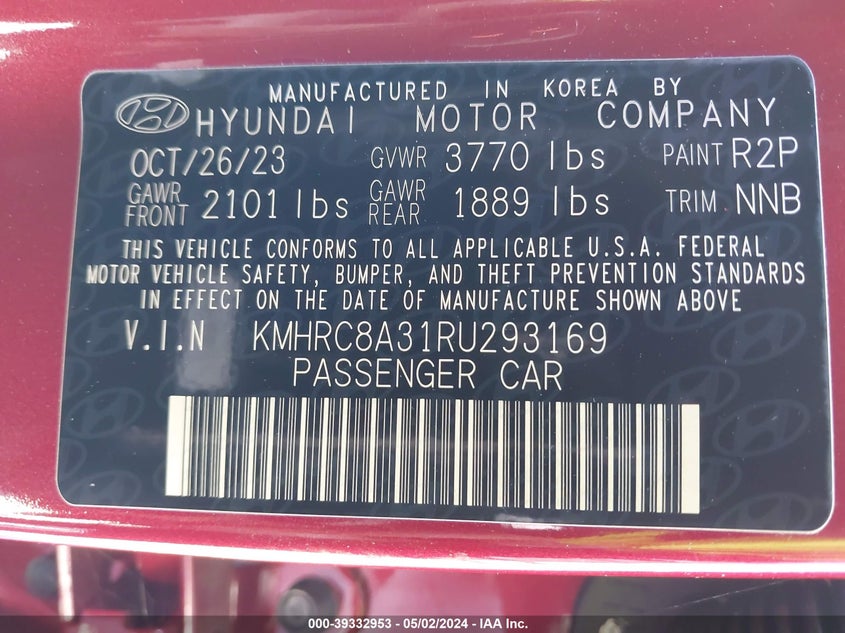 MANUFACTURED IN KOREA BY
HYUNDAI MOTOR COMPANY
OCT/26/23 GVWR 3770 lbs PAINT R2P
GAWR FRONT 2101 lbs GAWR REAR 1889 lbs TRIM NNB
THIS VEHICLE CONFORMS TO ALL APPLICABLE U.S.A. FEDERAL
MOTOR VEHICLE SAFETY, BUMPER, AND THEFT PREVENTION STANDARDS
IN EFFECT ON THE DATE OF MANUFACTURE SHOWN ABOVE
V.I.N KMHRC8A31RU293169
PASSENGER CAR
000-39332953 - 05/02/2024 - IAA Inc.